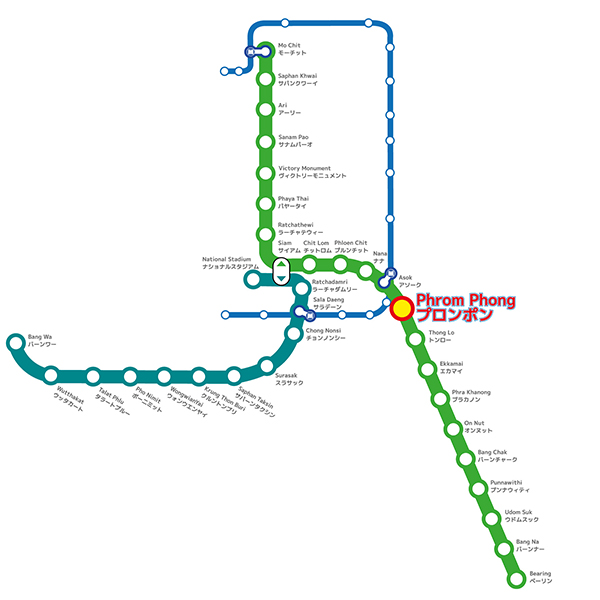 Mo Chit
モーチット
Saphan Khwai
サパンクワーイ
Ari
アーリー
Sanam Pao
サナムパーオ
Victory Monument
ヴィクトリーモニュメント
Phaya Thai
パヤータイ
Ratchathewi
ラーチャテウィー
Siam
サイアム
Chit Lom
チットロム
Phloen Chit
プルンチット
Nana
ナナ
Asok
アソーク
National Stadium
ナショナルスタジアム
Ratchadamri
ラーチャダムリー
Sala Daeng
サラデーン
Phrom Phong
プロンポン
Chong Nonsi
チョンノンシー
Thong Lo
トンロー
Bang Wa
バーンワー
Ekkamai
エカマイ
Surasak
スラサック
Wutthakat
ウッタカート
Talat Phlu
タラートプルー
Pho Nimit
ポーニミット
Wongwianyai
ウォンウエンヤイ
Krung Thon Buri
クルントンブリ
Saphan Taksin
サパーンタクシン
Phra Khanong
プラカノン
On Nut
オンヌット
Bang Chak
バーンチャーク
Punnawithi
プンナウィティ
Udom Suk
ウドムスック
Bang Na
バーンナー
Bearing
ベーリン